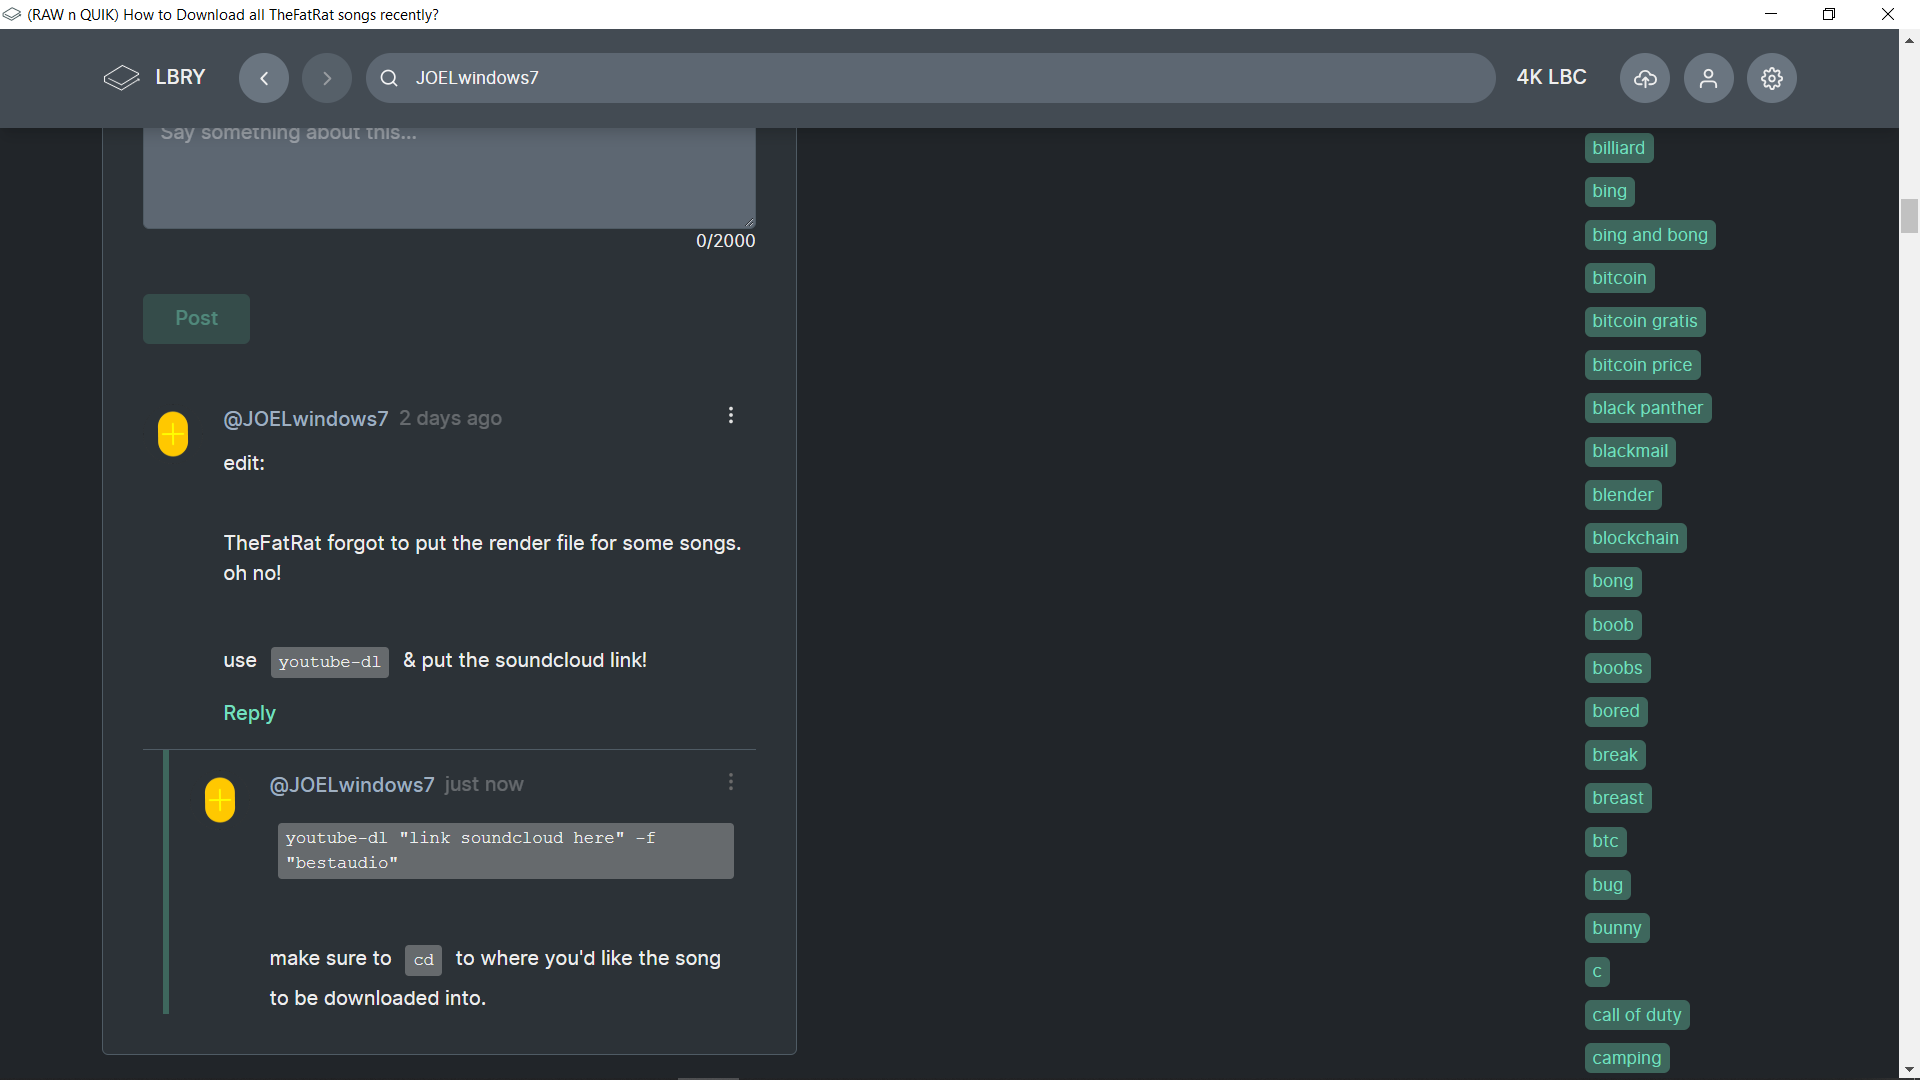 (RAW n QUIK) How to Download all TheFatRat songs recently?
LBRY
JOELwindows7
4K LBC
Say something about this...
0/2000
Post
@JOELwindows7 2 days ago
edit:
TheFatRat forgot to put the render file for some songs.
oh no!
use youtube-dl & put the soundcloud link!
Reply
@JOELwindows7 just now
youtube-dl "link soundcloud here" -f
"bestaudio"
make sure to cd to where you'd like the song
to be downloaded into.
billiard
bing
bing and bong
bitcoin
bitcoin gratis
bitcoin price
black panther
blackmail
blender
blockchain
bong
boob
boobs
bored
break
breast
btc
bug
bunny
c
call of duty
camping